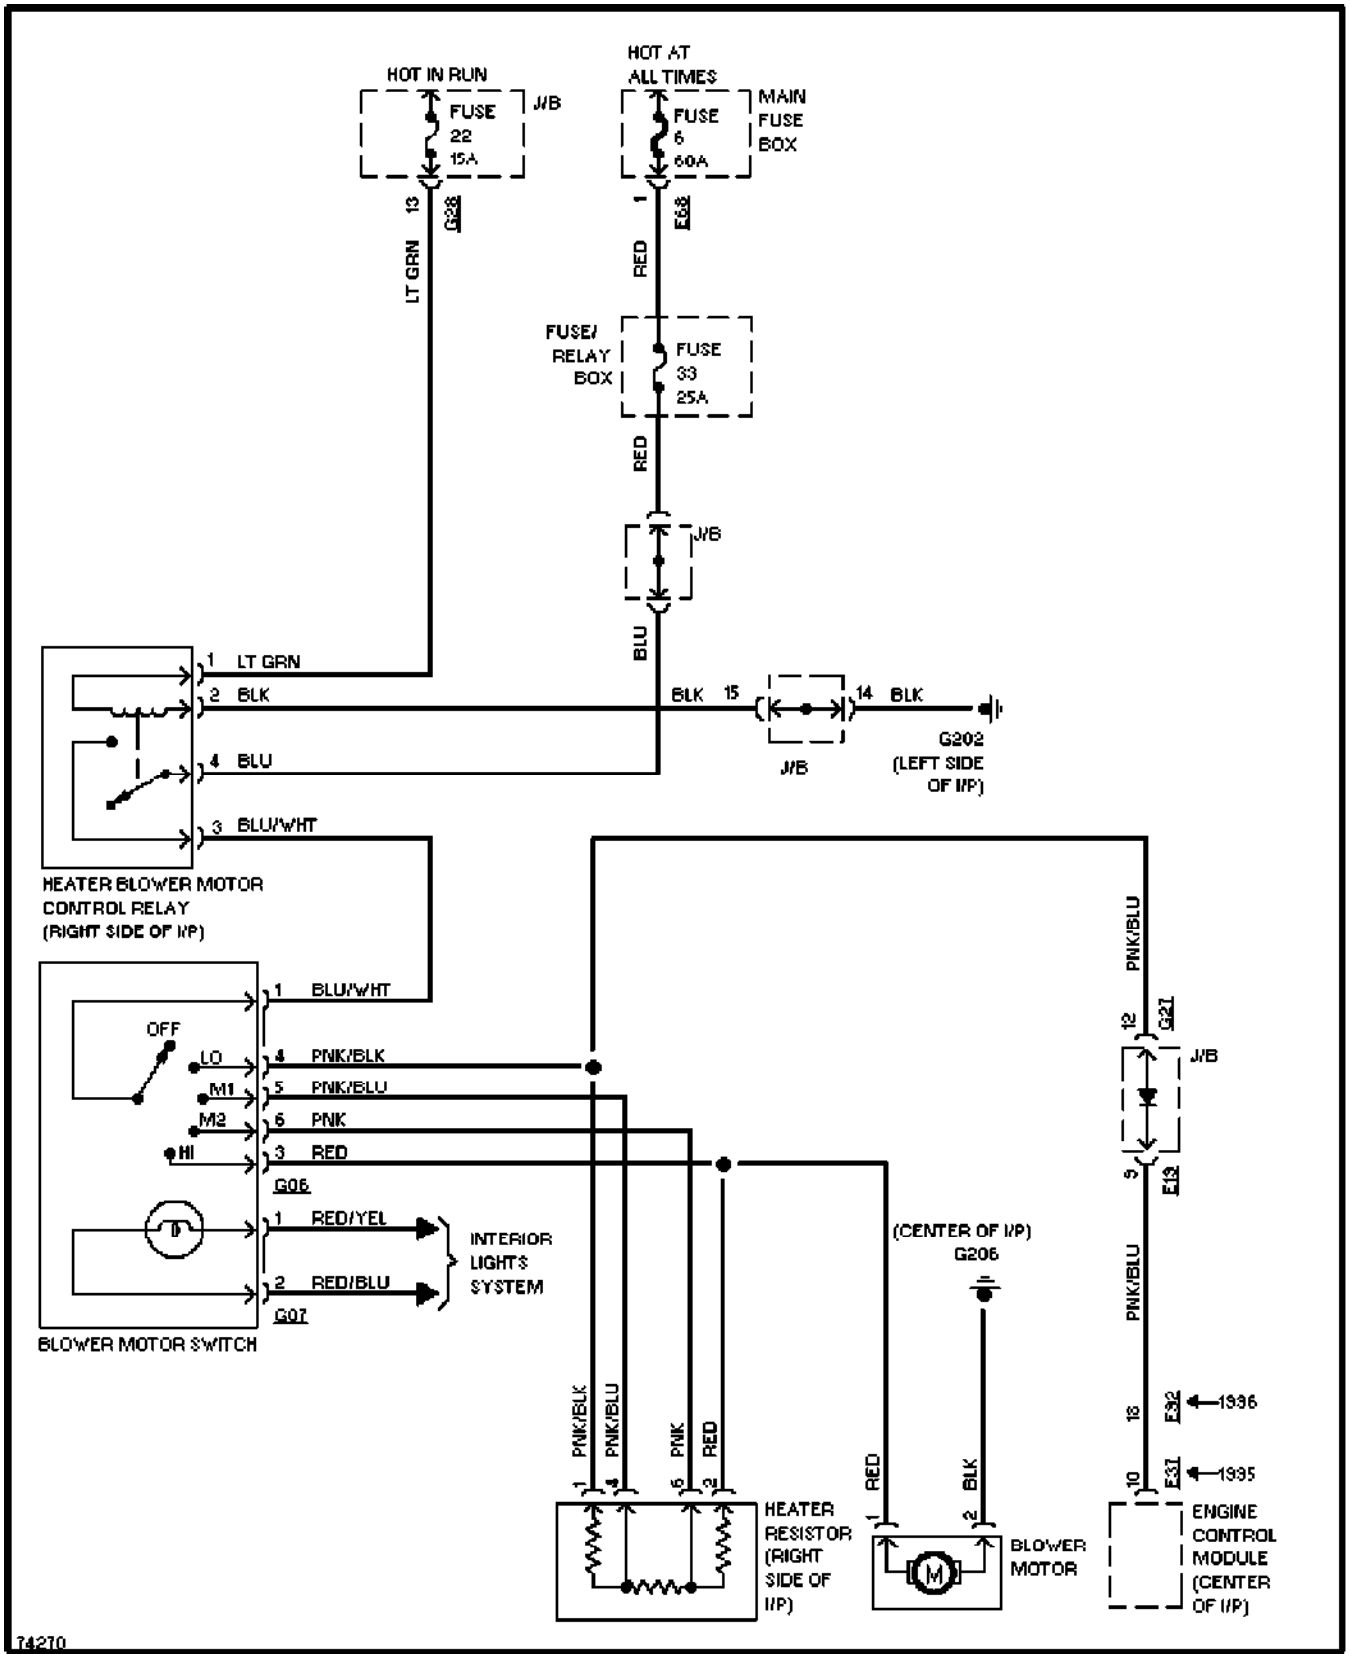 HOT IN RUN
J/B
FUSE
22
15A
13
G28
LT GRN
HOT AT
ALL TIMES
MAIN
FUSE
BOX
FUSE
6
60A
1
E68
RED
FUSE/
RELAY
BOX
FUSE
33
25A
RED
J/B
BLU
1 LT GRN
2 BLK
BLK 15
14 BLK
J/B
G202
(LEFT SIDE
OF I/P)
4 BLU
3 BLU/WHT
HEATER BLOWER MOTOR
CONTROL RELAY
(RIGHT SIDE OF I/P)
1 BLU/WHT
OFF
LO
4 PNK/BLK
M1
5 PNK/BLU
M2
6 PNK
HI
3 RED
G06
1 RED/YEL
2 RED/BLU
G07
INTERIOR
LIGHTS
SYSTEM
BLOWER MOTOR SWITCH
PNK/BLU
12
G27
J/B
9
E19
PNK/BLU
18
E92
1996
10
E37
1995
ENGINE
CONTROL
MODULE
(CENTER
OF I/P)
(CENTER OF I/P)
G206
PNK/BLK
PNK/BLU
PNK
RED
1
4
6
2
HEATER
RESISTOR
(RIGHT
SIDE OF
I/P)
RED
1
BLK
2
M
BLOWER
MOTOR
74270